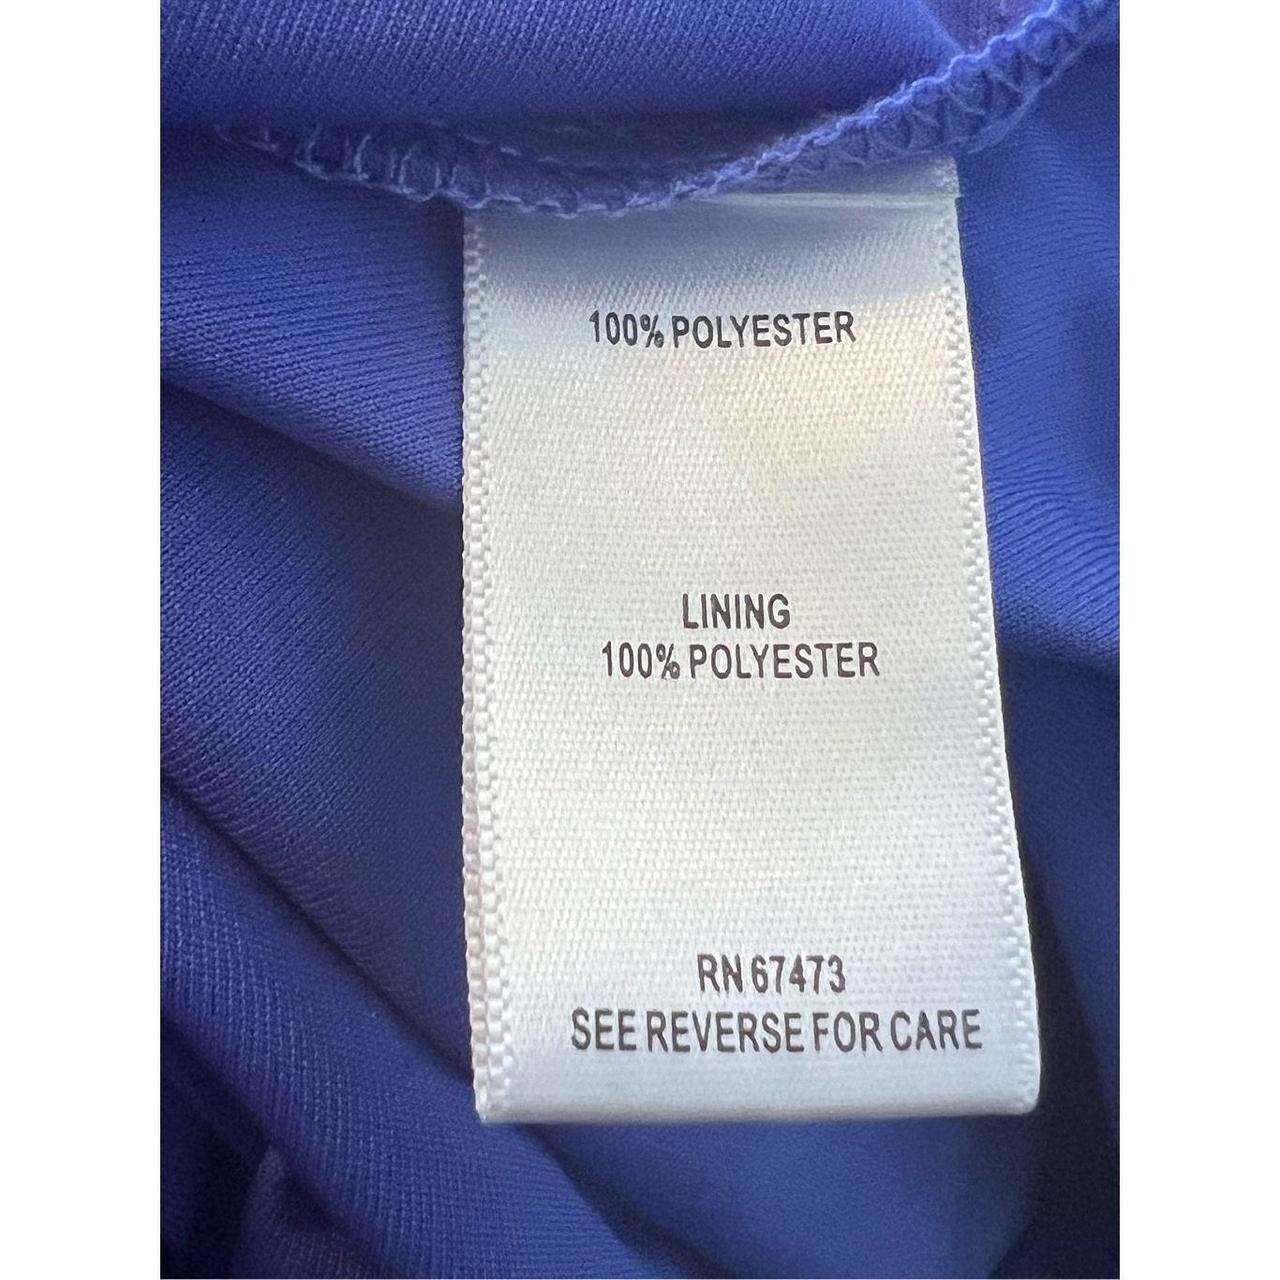 100% POLYESTER
LINING
100% POLYESTER
RN 67473
SEE REVERSE FOR CARE